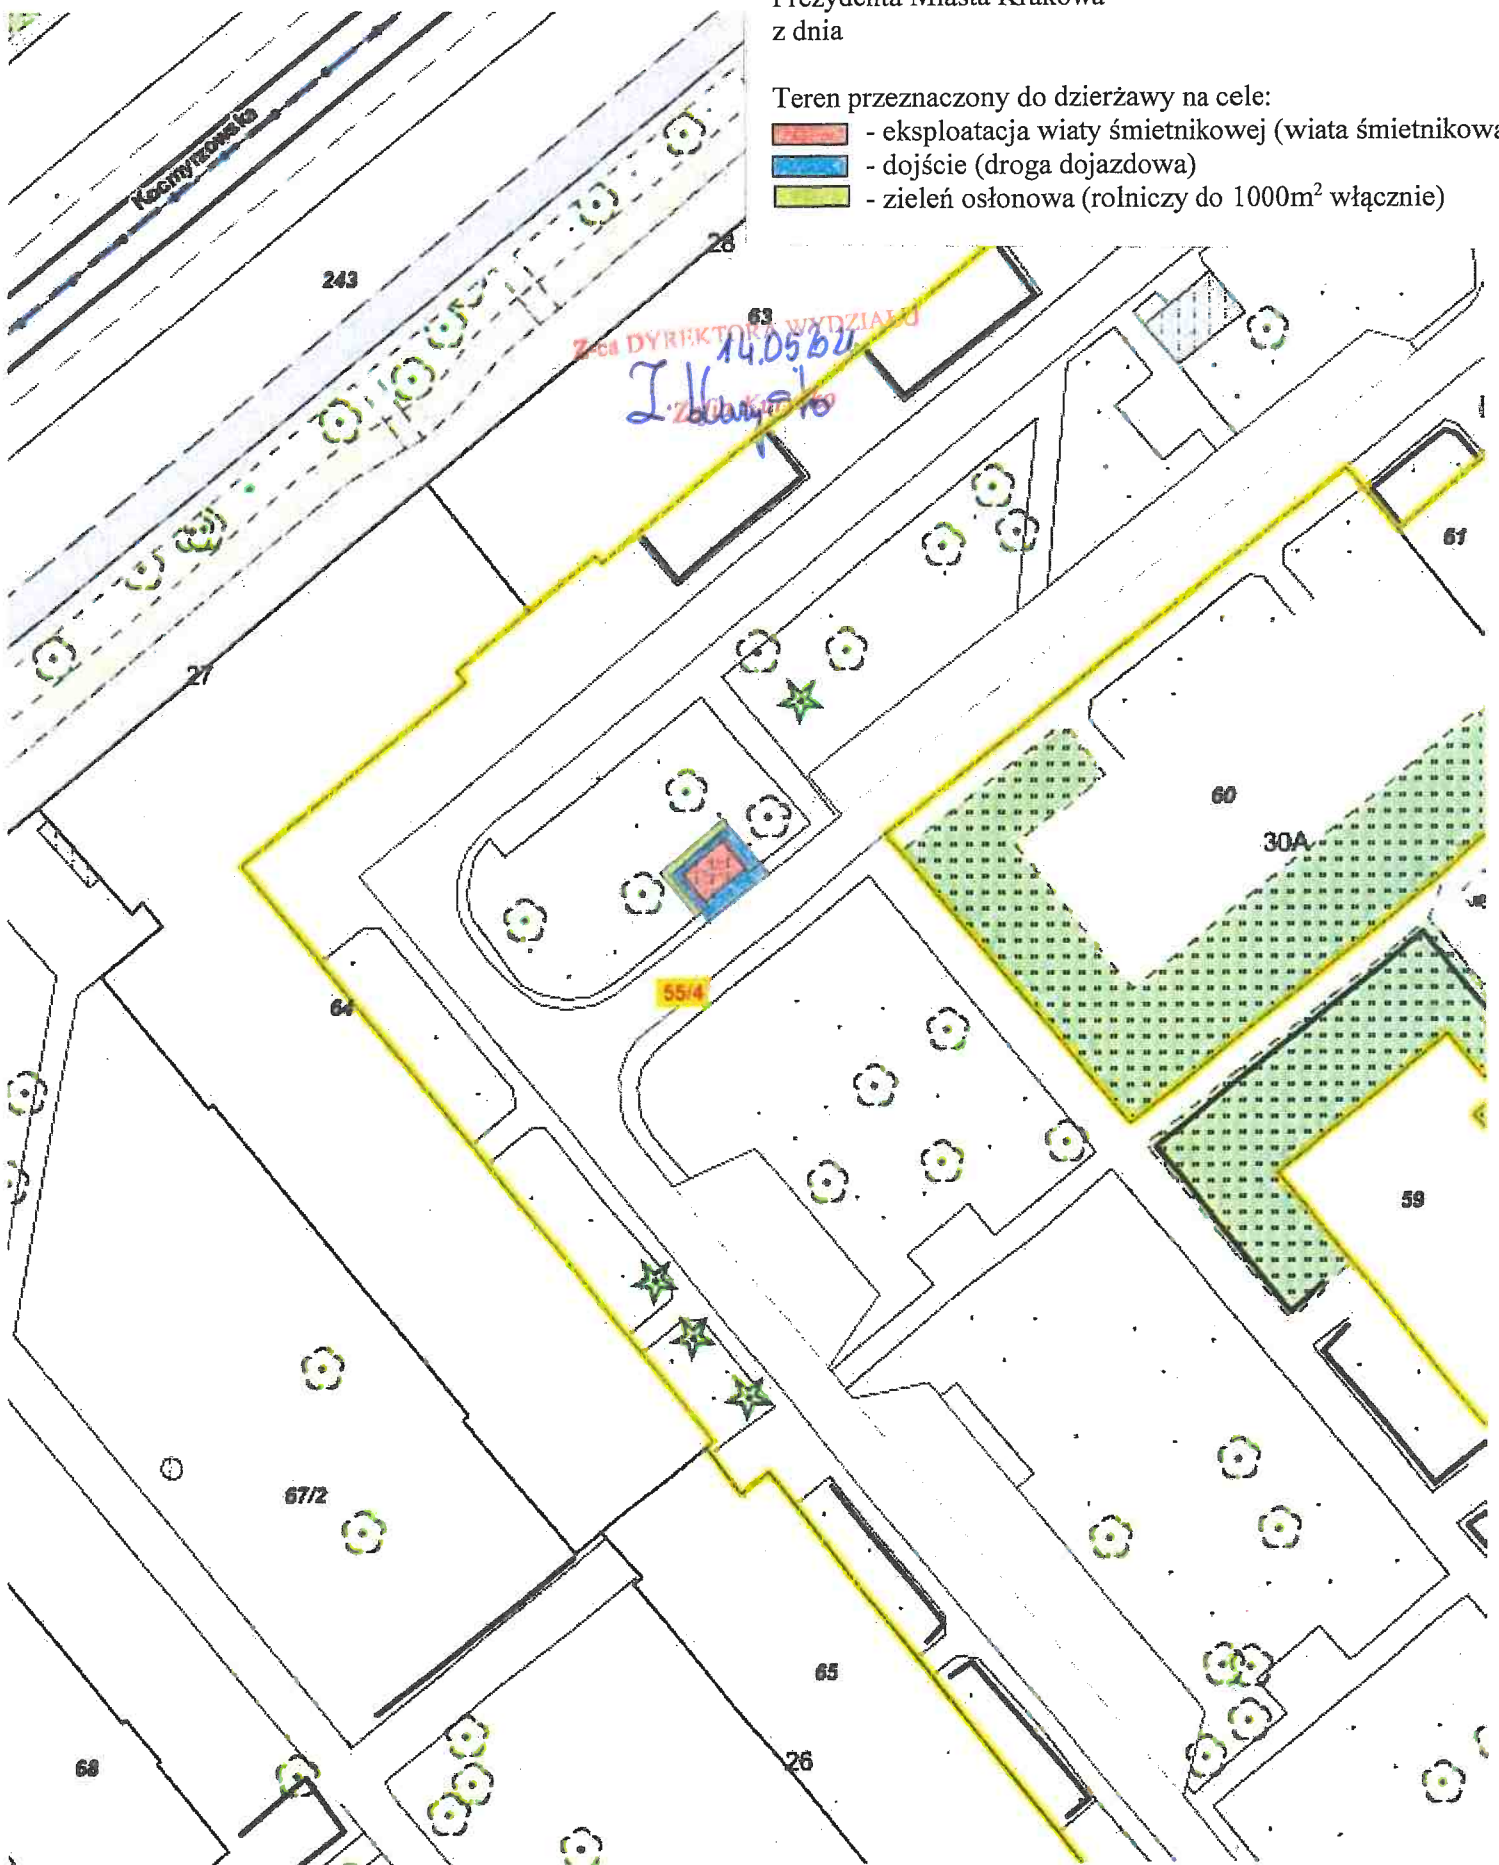 Prezydenta Miasta Krakowa
z dnia
Teren przeznaczony do dzierżawy na cele:
- eksploatacja wiaty śmietnikowej (wiata śmietnikowa
- dojście (droga dojazdowa)
- zieleń osłonowa (rolniczy do 1000m² włącznie)
Kocmyrzowska
243
28
63
Z-ca DYREKTORA WYDZIAŁU
14.05
61
27
60
30A
55/4
64
59
67/2
65
68
26